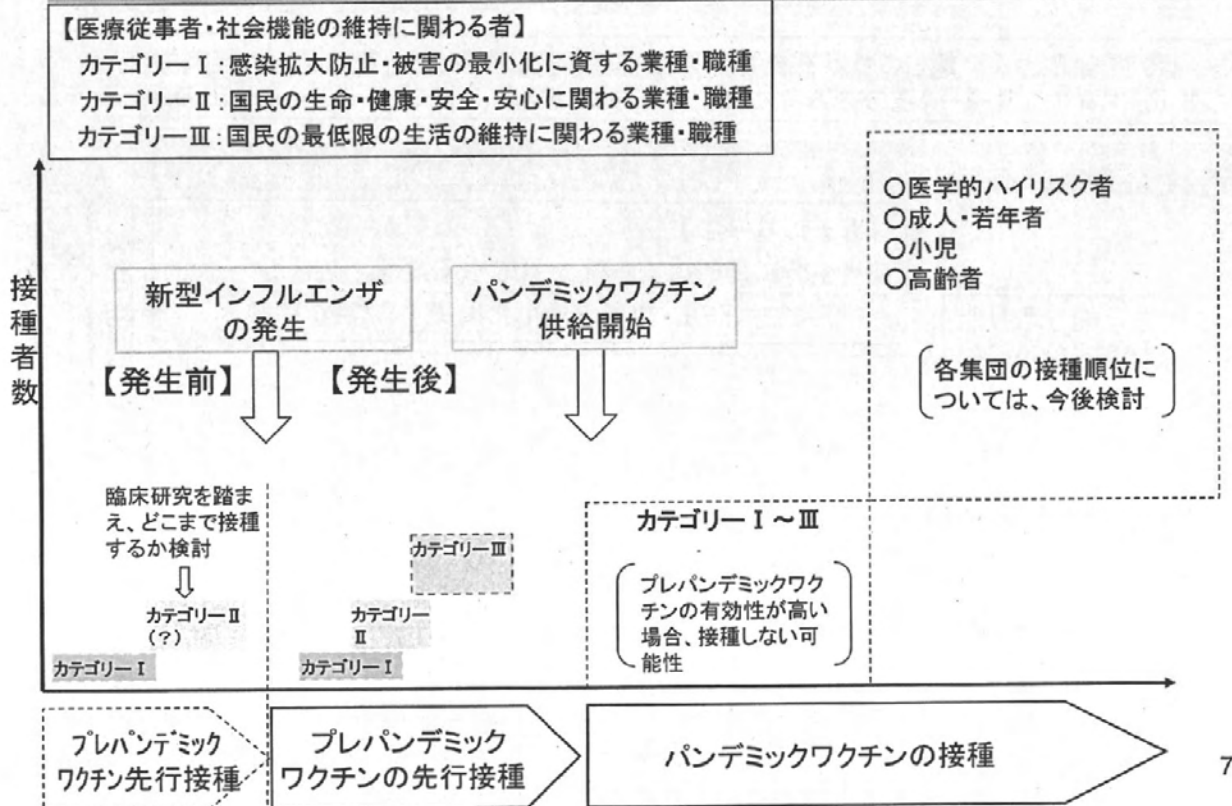 【医療従事者・社会機能の維持に関わる者】
カテゴリーⅠ:感染拡大防止・被害の最小化に資する業種・職種
カテゴリーⅡ:国民の生命・健康・安全・安心に関わる業種・職種
カテゴリーⅢ:国民の最低限の生活の維持に関わる業種・職種
○医学的ハイリスク者
○成人・若年者
○小児
○高齢者
各集団の接種順位に
ついては、今後検討
接種者数
新型インフルエンザ
の発生
パンデミックワクチン
供給開始
【発生前】
【発生後】
臨床研究を踏ま
え、どこまで接種
するか検討
カテゴリーⅡ
(?)
カテゴリーⅠ
カテゴリーⅢ
カテゴリー
Ⅱ
カテゴリーⅠ
カテゴリーⅠ~Ⅲ
プレパンデミックワク
チンの有効性が高い
場合、接種しない可
能性
プレパンデミック
ワクチン先行接種
プレパンデミック
ワクチンの先行接種
パンデミックワクチンの接種
7